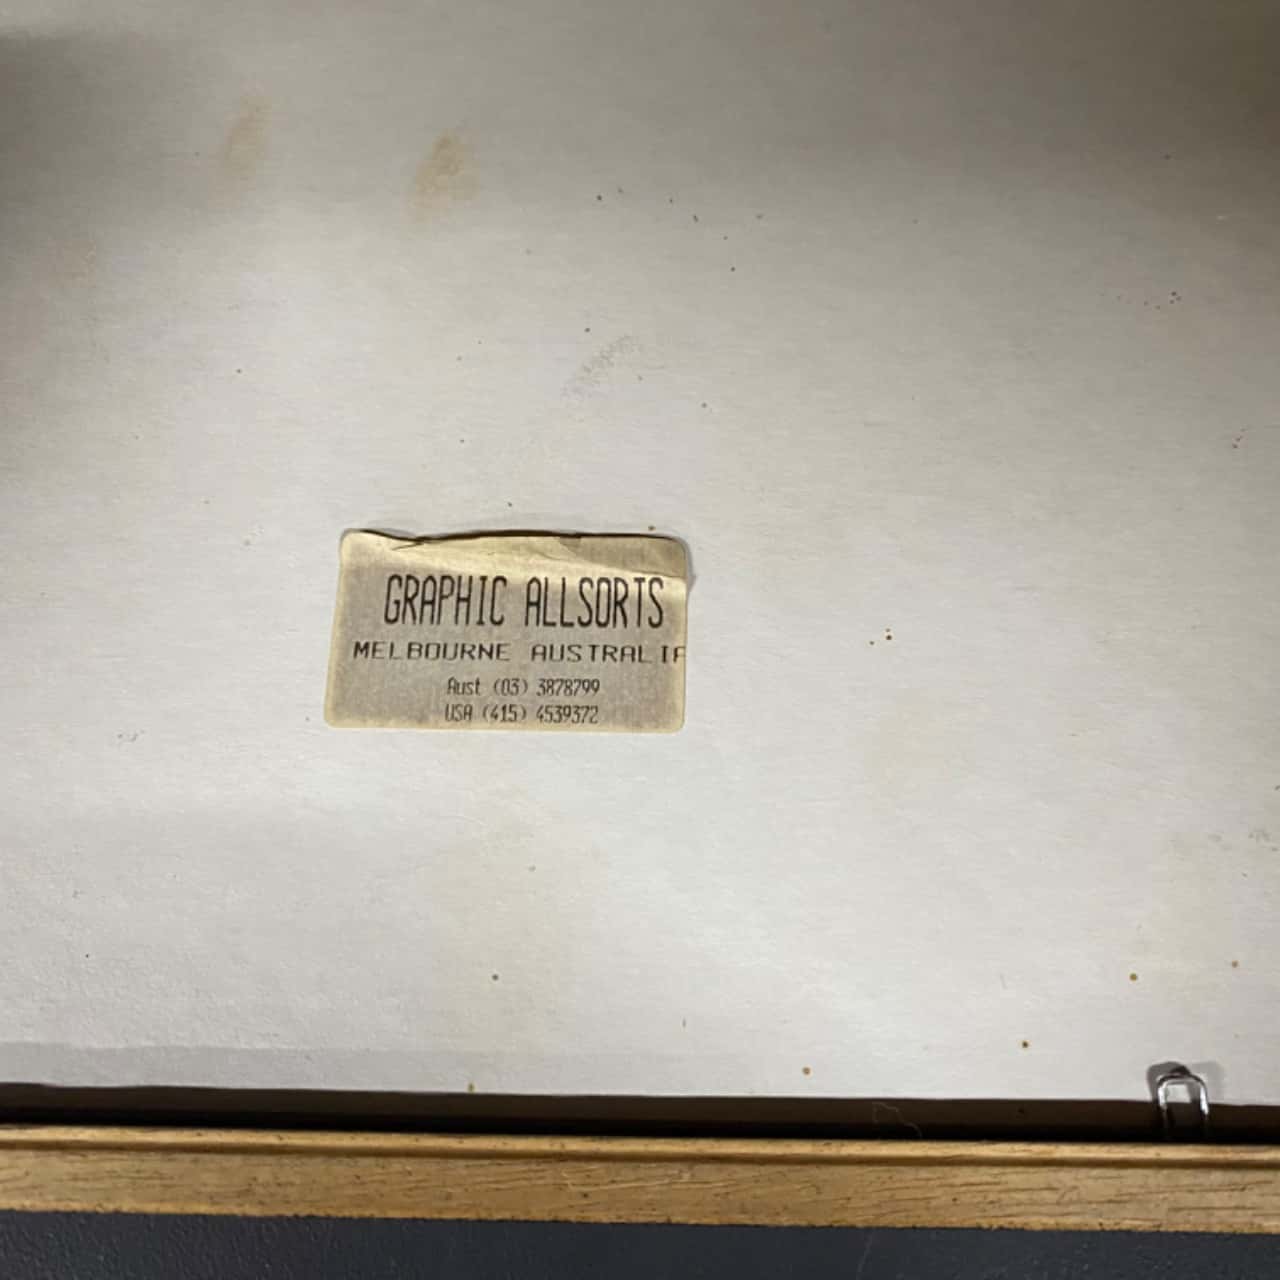 GRAPHIC ALLSORTS
MELBOURNE AUSTRALIA
Aust (03) 3878799
USA (415) 4539372